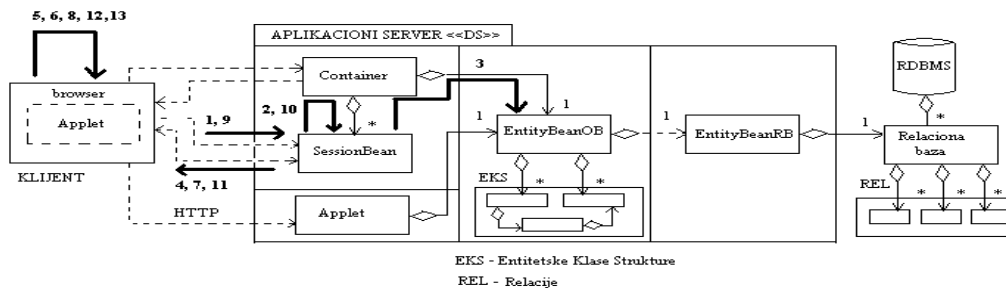 5, 6, 8, 12,13
APLIKACIONI SERVER <<DS>>
Container
3
RDBMS
browser
Applet
1, 9
2, 10
*
1
1
EntityBeanOB
1
EntityBeanRB
1
*
Relaciona
baza
SessionBean
KLIJENT
4, 7, 11
EKS
*
*
REL
*
*
*
HTTP
Applet
EKS - Entitetske Klase Strukture
REL - Relacije